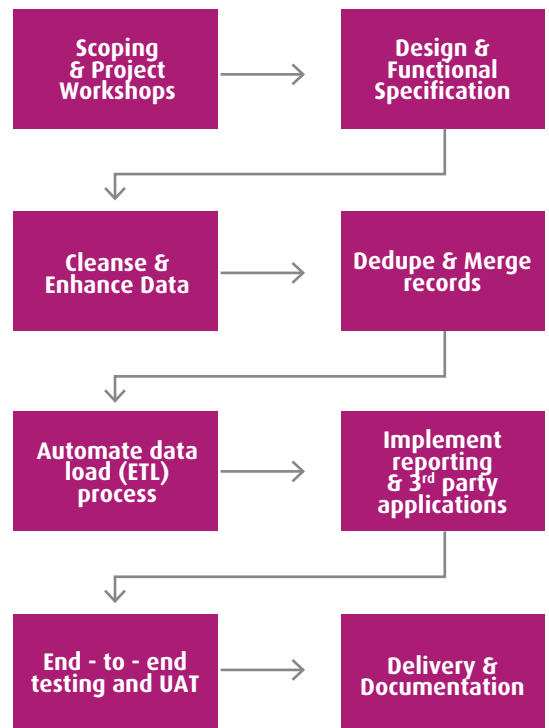 Scoping
& Project
Workshops
Design &
Functional
Specification
Cleanse &
Enhance Data
Dedupe & Merge
records
Automate data
load (ETL)
process
Implement
reporting
& 3rd party
applications
End - to - end
testing and UAT
Delivery &
Documentation